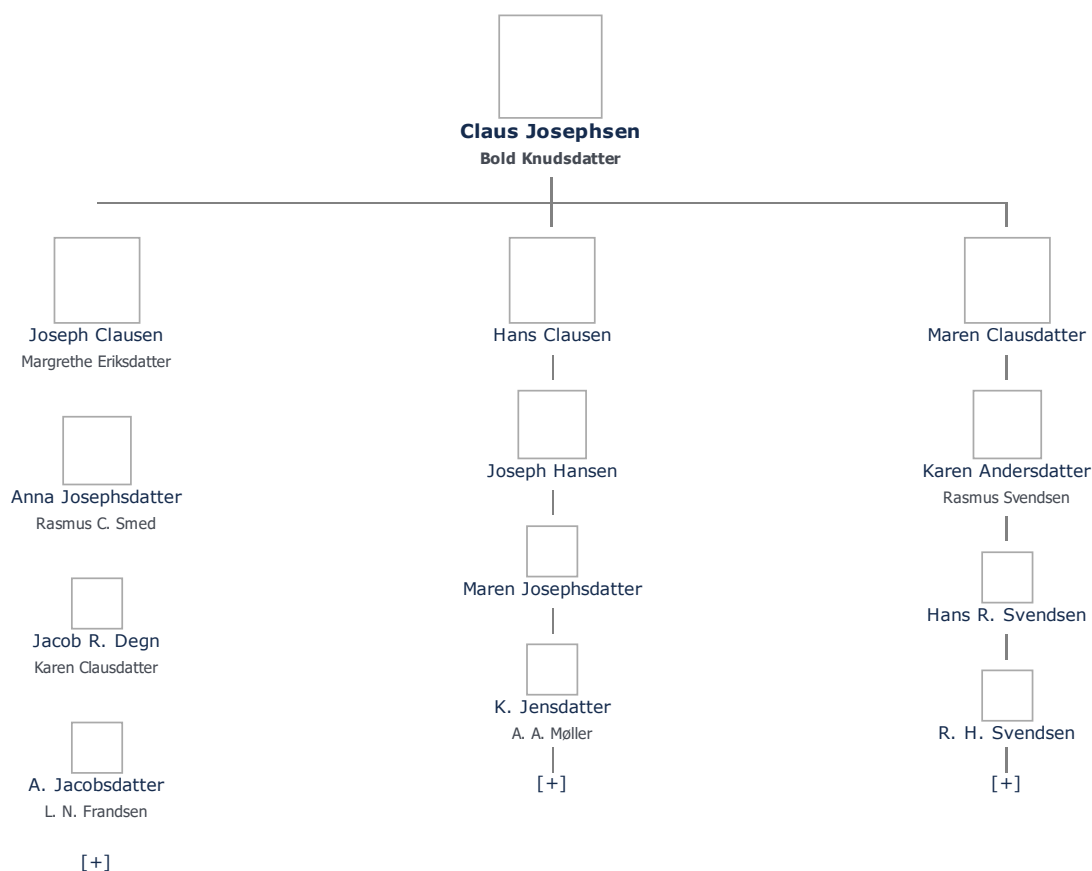 Claus Josephsen
Bold Knudsdatter
Joseph Clausen
Margrethe Eriksdatter
Anna Josephsdatter
Rasmus C. Smed
Jacob R. Degn
Karen Clausdatter
A. Jacobsdatter
L. N. Frandsen
[+]
Hans Clausen
Joseph Hansen
Maren Josephsdatter
K. Jensdatter
A. A. Møller
[+]
Maren Clausdatter
Karen Andersdatter
Rasmus Svendsen
Hans R. Svendsen
R. H. Svendsen
[+]